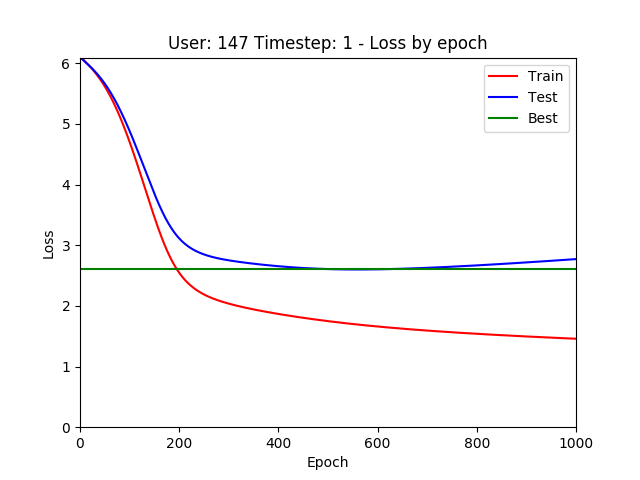 User: 147 Timestep: 1 - Loss by epoch
6
5
4
3
2
1
0
Loss
Train
Test
Best
0 200 400 600 800 1000
Epoch